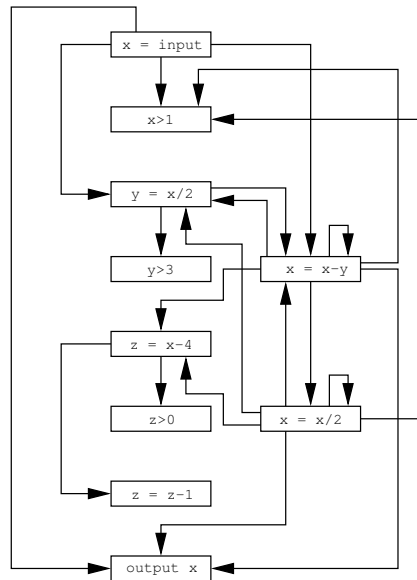 x = input
x>1
y = x/2
y>3
x = x-y
z = x-4
z>0
x = x/2
z = z-1
output x